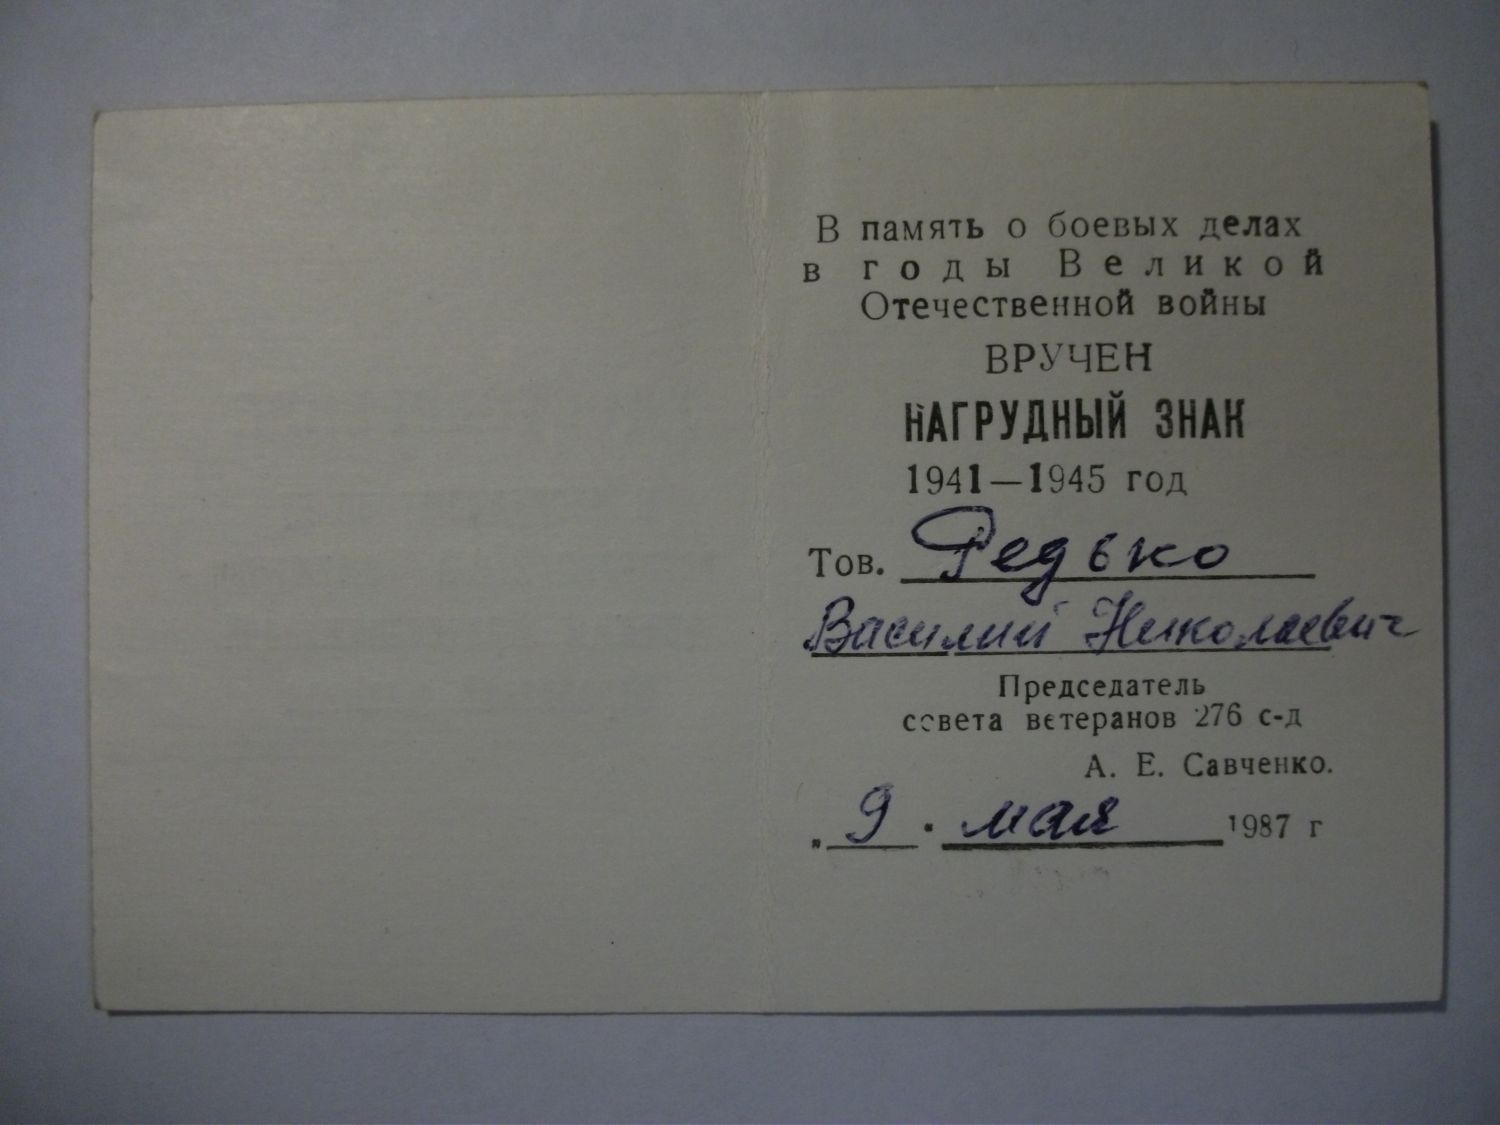 В память о боевых делах
в годы Великой
Отечественной войны
ВРУЧЕН
НАГРУДНЫЙ ЗНАК
1941—1945 год
Тов. Редько
Василий Николаевич
Председатель
совета ветеранов 276 с-д
А. Е. Савченко.
„ 9 • мая 1987 г